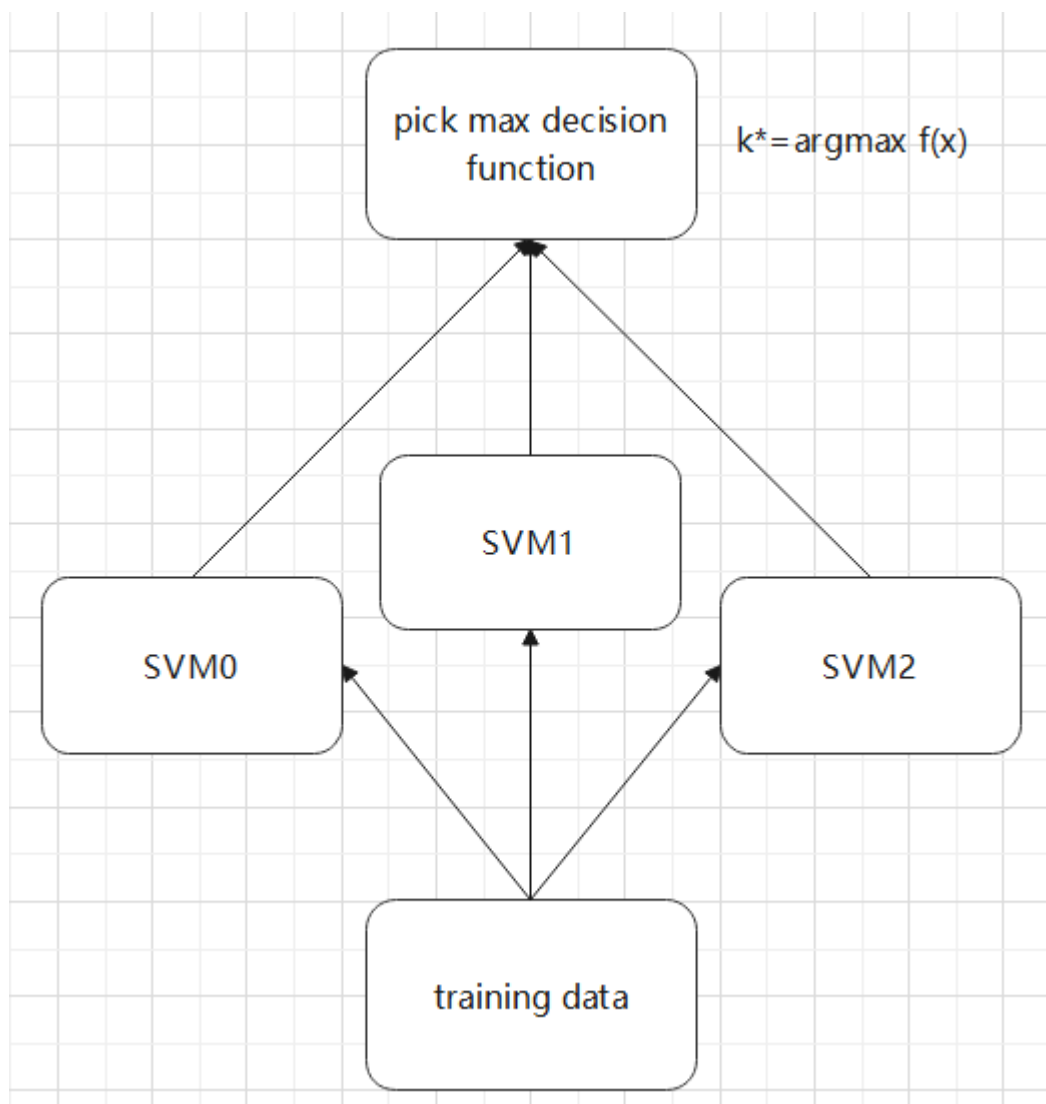 pick max decision
function
k*=argmax f(x)
SVM1
SVM0
SVM2
training data